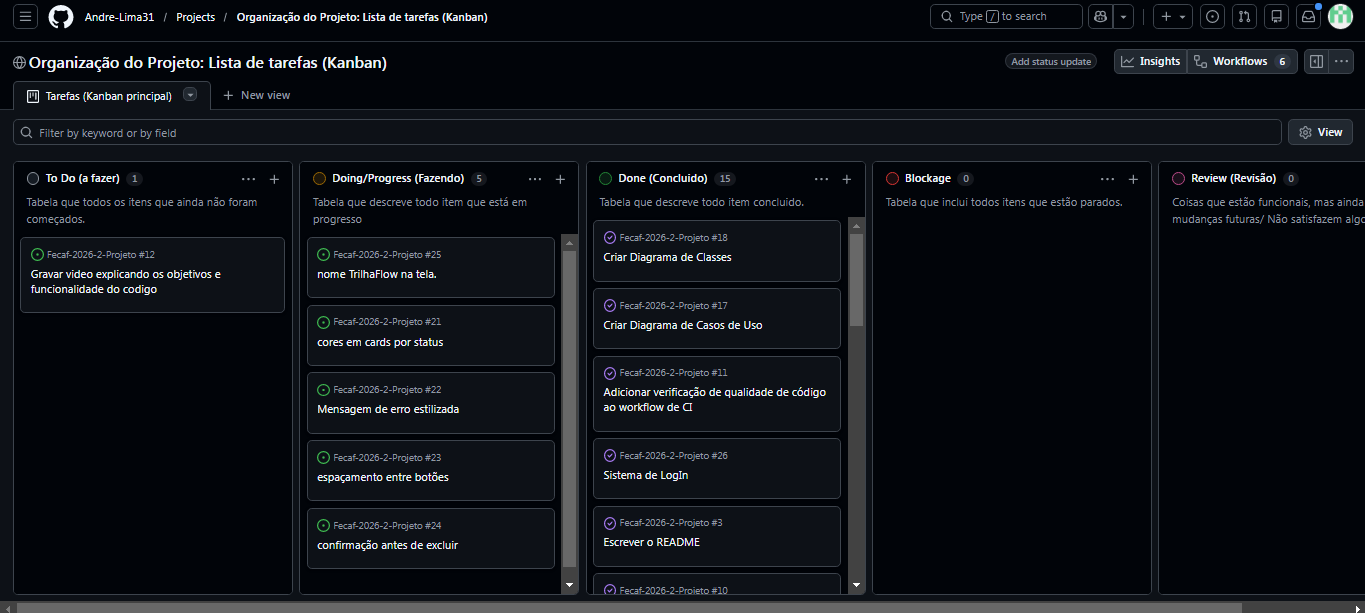 Andre-Lima31 / Projects / Organização do Projeto: Lista de tarefas (Kanban)
Type / to search
Organização do Projeto: Lista de tarefas (Kanban)
Add status update
Insights
Workflows 6
Tarefas (Kanban principal)
New view
Filter by keyword or by field
View
To Do (a fazer) 1
Tabela que todos os itens que ainda não foram
começados.
Fecaf-2026-2-Projeto #12
Gravar video explicando os objetivos e
funcionalidade do codigo
Doing/Progress (Fazendo) 5
Tabela que descreve todo item que está em
progresso
Fecaf-2026-2-Projeto #25
nome TrilhaFlow na tela.
Fecaf-2026-2-Projeto #21
cores em cards por status
Fecaf-2026-2-Projeto #22
Mensagem de erro estilizada
Fecaf-2026-2-Projeto #23
espaçamento entre botões
Fecaf-2026-2-Projeto #24
confirmação antes de excluir
Done (Concluido) 15
Tabela que descreve todo item concluido.
Fecaf-2026-2-Projeto #18
Criar Diagrama de Classes
Fecaf-2026-2-Projeto #17
Criar Diagrama de Casos de Uso
Fecaf-2026-2-Projeto #11
Adicionar verificação de qualidade de código
ao workflow de CI
Fecaf-2026-2-Projeto #26
Sistema de LogIn
Fecaf-2026-2-Projeto #3
Escrever o README
Fecaf-2026-2-Projeto #10
Blockage 0
Tabela que inclui todos itens que estão parados.
Review (Revisão) 0
Coisas que estão funcionais, mas ainda
mudanças futuras/ Não satisfazem algo